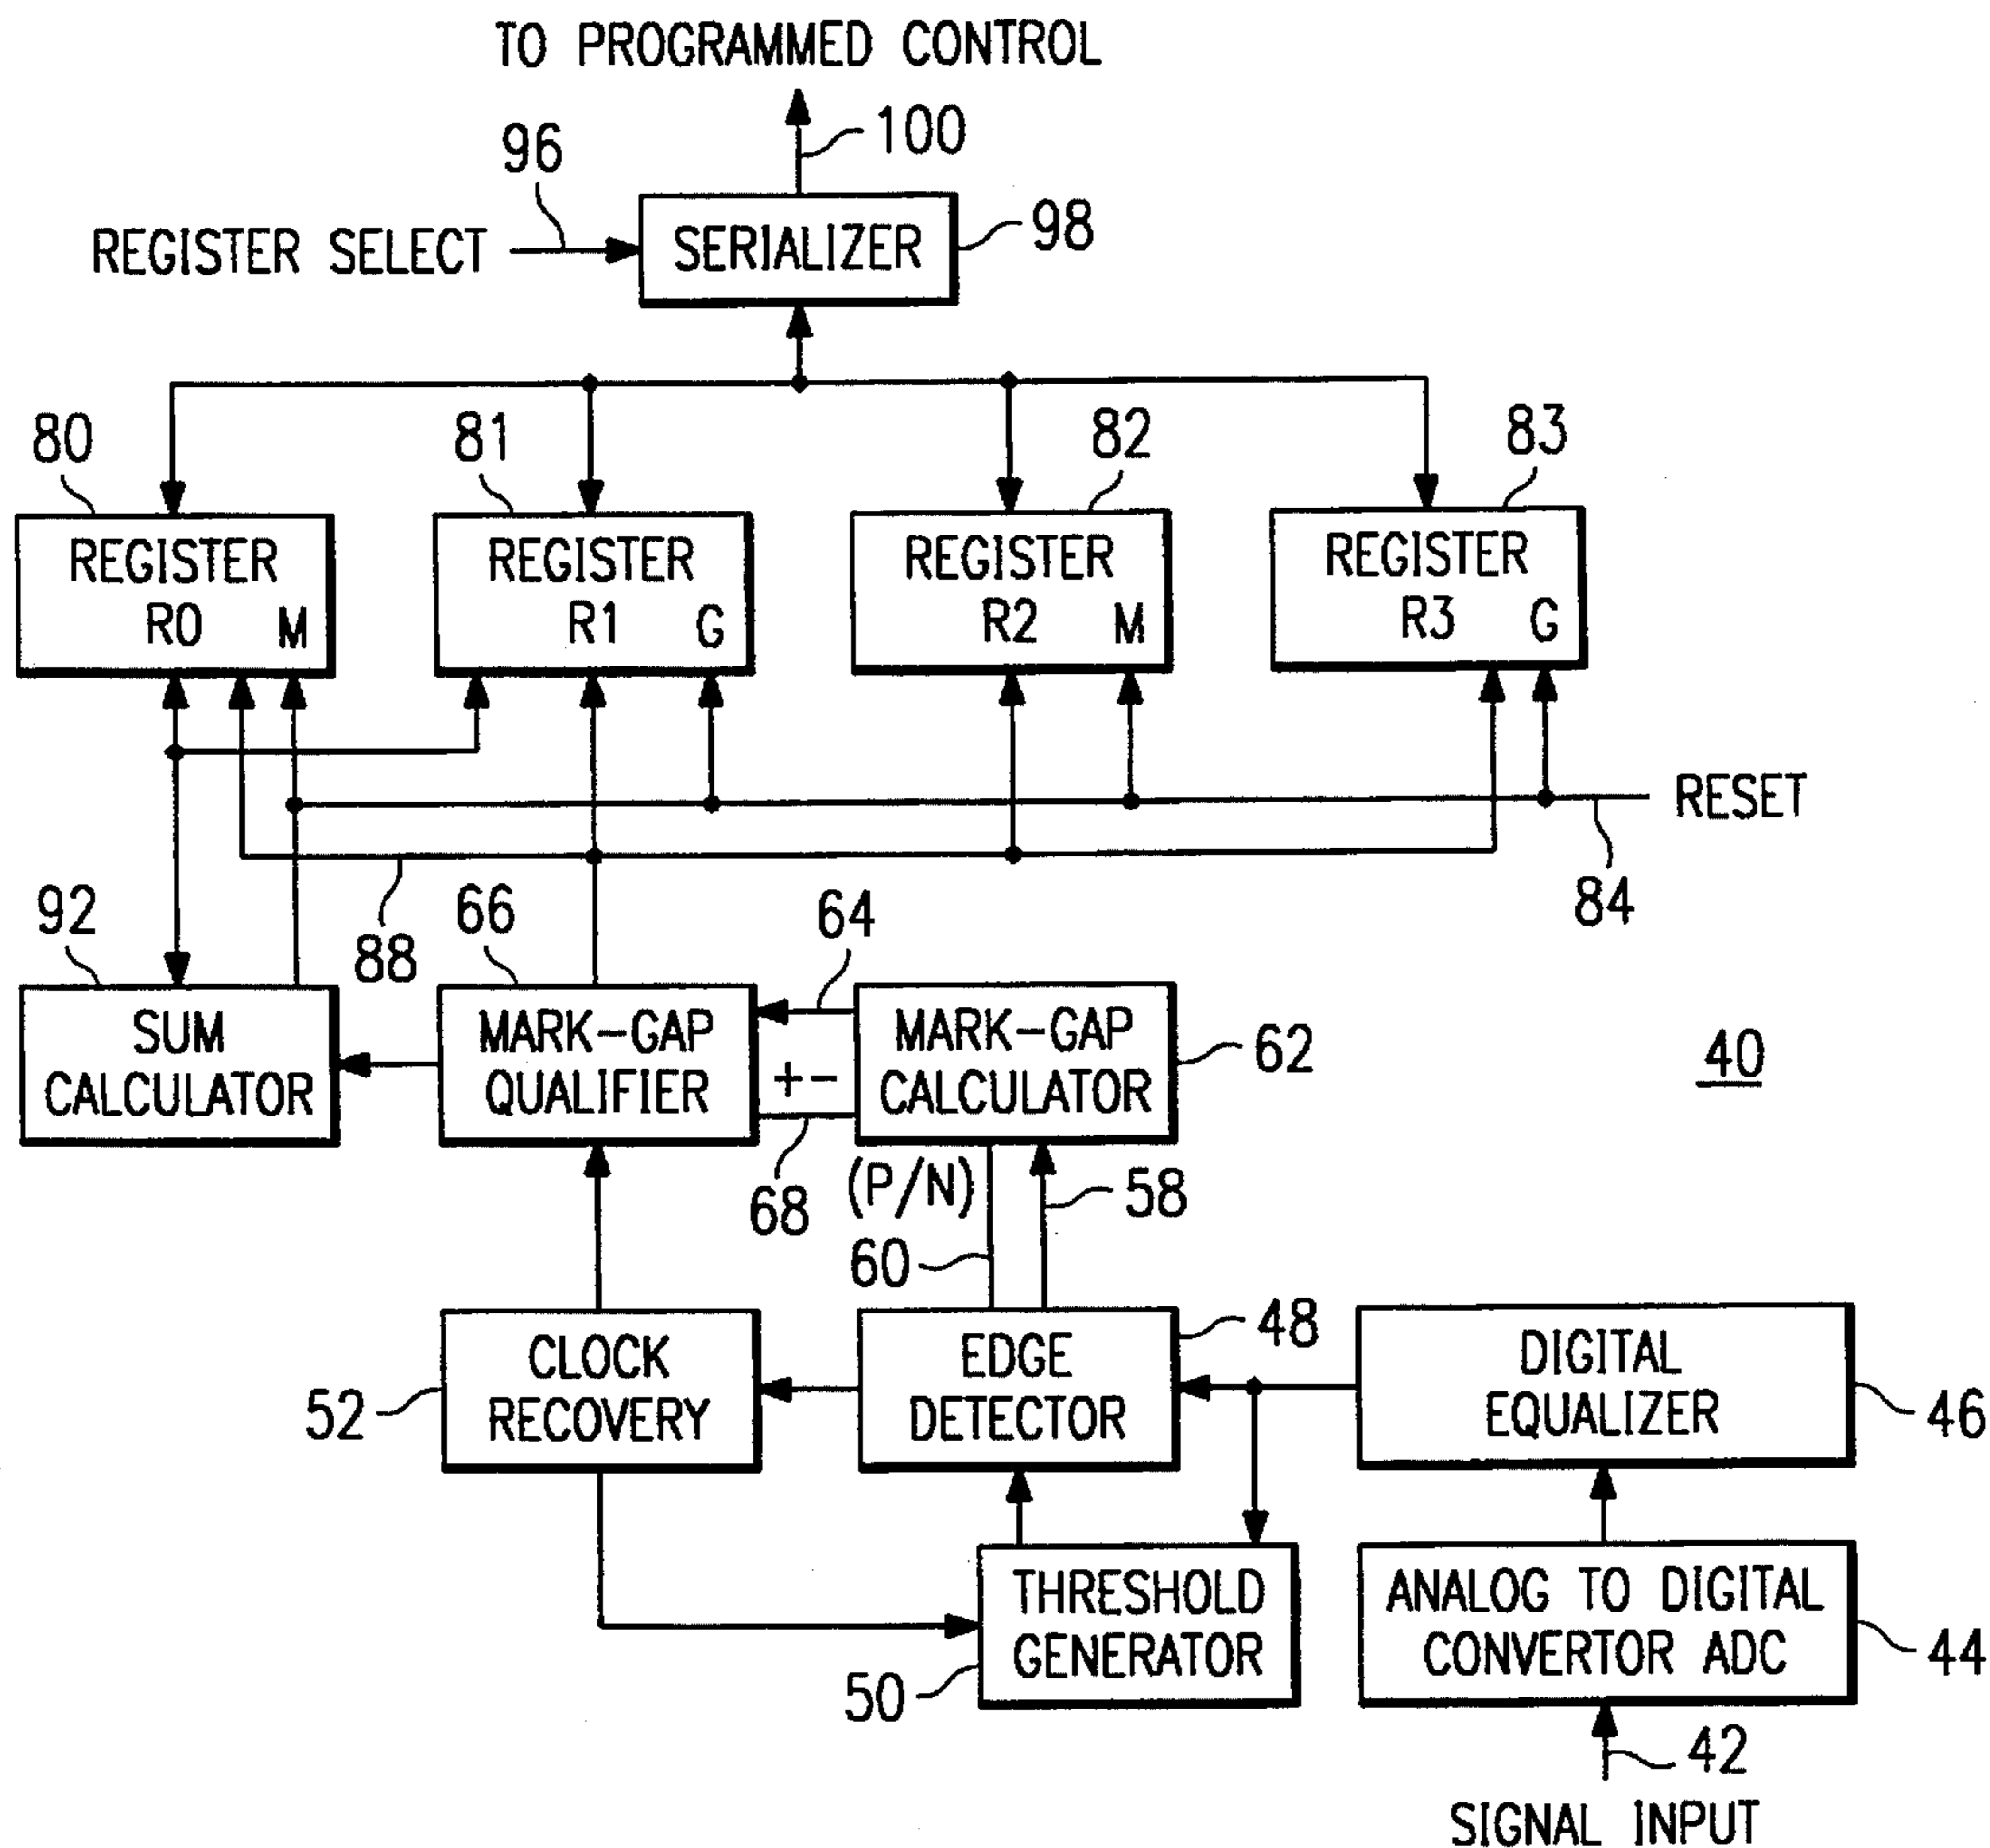 TO PROGRAMMED CONTROL
100
96
REGISTER SELECT
SERIALIZER
98
80
81
82
83
REGISTER
R0 M
REGISTER
R1 G
REGISTER
R2 M
REGISTER
R3 G
RESET
84
88
92
66
64
SUM
CALCULATOR
MARK-GAP
QUALIFIER
+-
68
MARK-GAP
CALCULATOR
62
40
(P/N)
60
58
CLOCK
RECOVERY
52
EDGE
DETECTOR
48
DIGITAL
EQUALIZER
46
THRESHOLD
GENERATOR
50
ANALOG TO DIGITAL
CONVERTOR ADC
44
42
SIGNAL INPUT